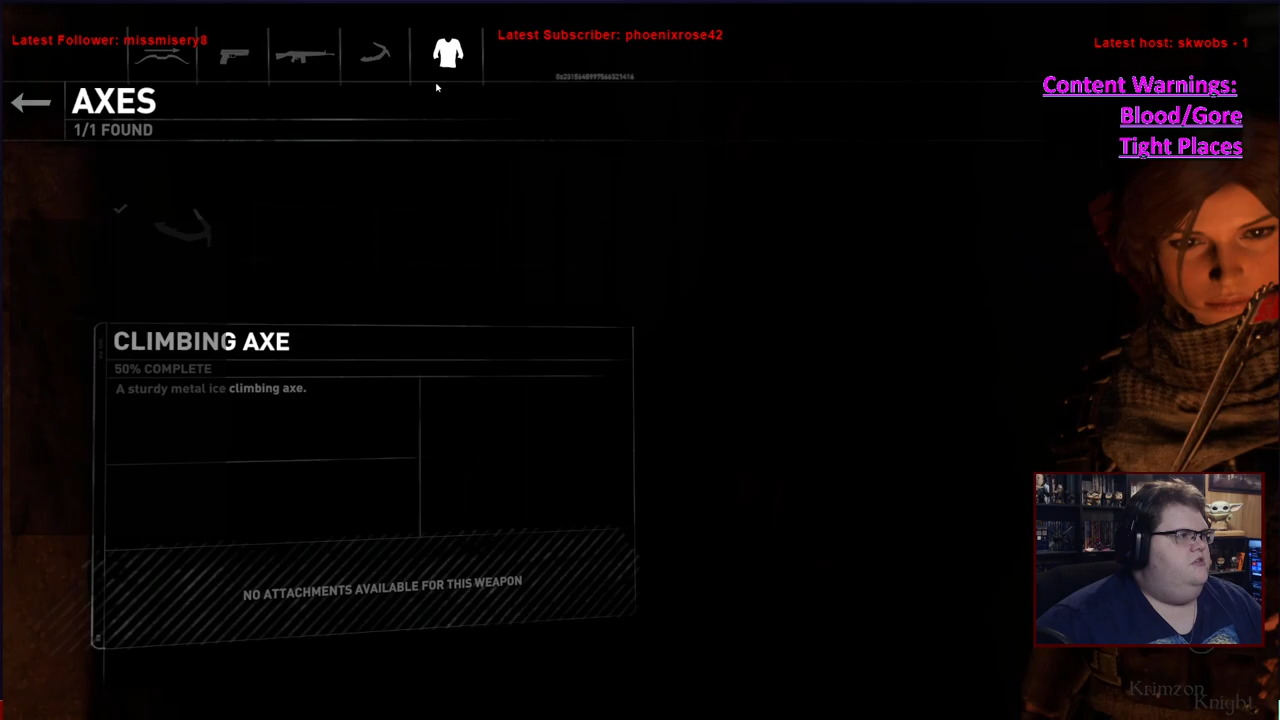 Latest Follower: missmisery8
Latest Subscriber: phoenixrose42
Latest host: skwobs - 1
Content Warnings:
Blood/Gore
Tight Places
AXES
1/1 FOUND
CLIMBING AXE
50% COMPLETE
A sturdy metal ice climbing axe.
NO ATTACHMENTS AVAILABLE FOR THIS WEAPON
Krimzon
Knight